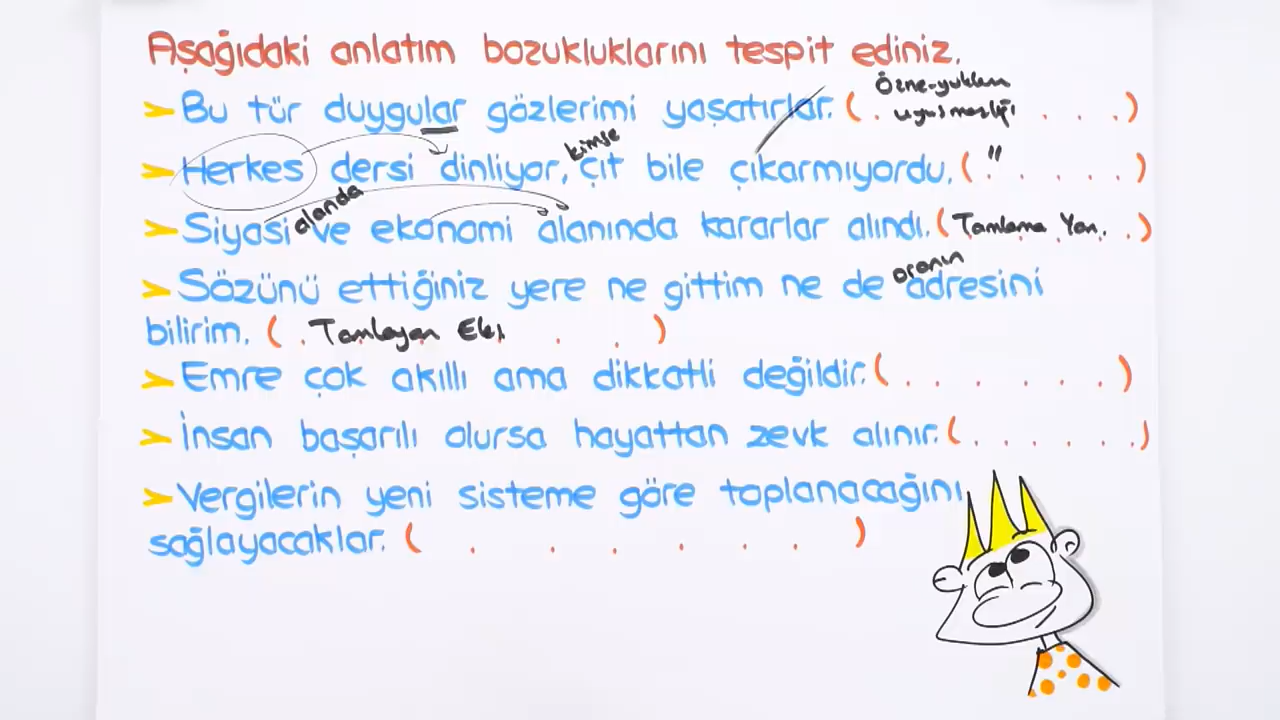 Aşağıdaki anlatım bozukluklarını tespit ediniz.
➤ Bu tür duygular gözlerimi yaşatırlar. (. Özne-yüklem uyuşmazlığı . . .)
➤ Herkes dersi dinliyor, kimse çıt bile çıkarmıyordu. (." . . . . .)
➤ Siyasi alanda ve ekonomi alanında kararlar alındı. (Tamlama Yan. .)
➤ Sözünü ettiğiniz yere ne gittim ne de oranın adresini
bilirim. (. Tamlayan Eki . . .)
➤ Emre çok akıllı ama dikkatli değildir. (. . . . . .)
➤ İnsan başarılı olursa hayattan zevk alınır. (. . . . . .)
➤ Vergilerin yeni sisteme göre toplanacağını
sağlayacaklar. ( . . . . . . )